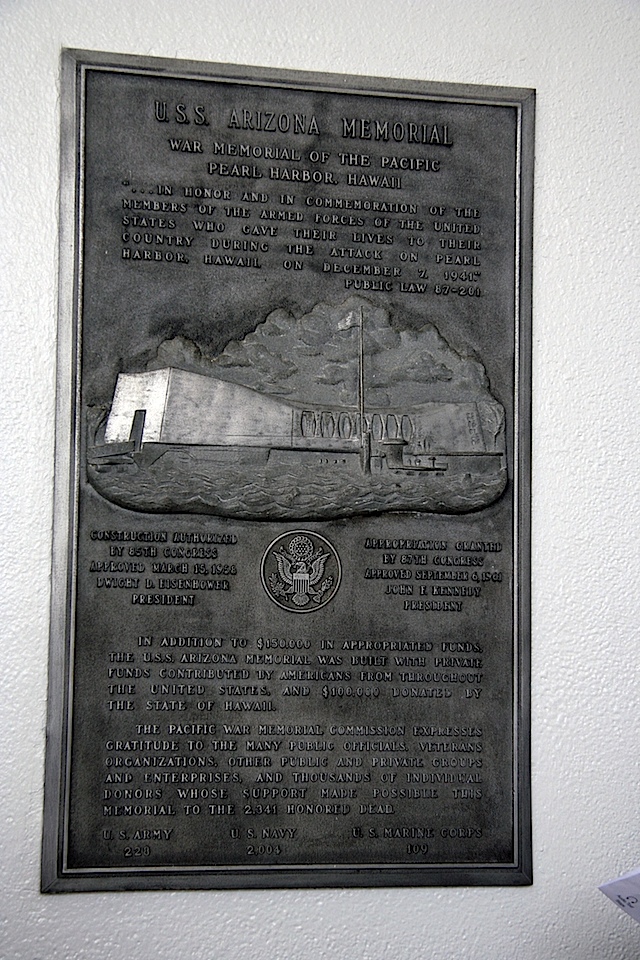 U.S.S. ARIZONA MEMORIAL
WAR MEMORIAL OF THE PACIFIC
PEARL HARBOR, HAWAII
"...IN HONOR AND IN COMMEMORATION OF THE
MEMBERS OF THE ARMED FORCES OF THE UNITED
STATES WHO GAVE THEIR LIVES TO THEIR
COUNTRY DURING THE ATTACK ON PEARL
HARBOR, HAWAII, ON DECEMBER 7, 1941"
PUBLIC LAW 87-201
CONSTRUCTION AUTHORIZED
BY 85TH CONGRESS
APPROVED MARCH 15, 1958
DWIGHT D. EISENHOWER
PRESIDENT
APPROPRIATION GRANTED
BY 87TH CONGRESS
APPROVED SEPTEMBER 6, 1961
JOHN F. KENNEDY
PRESIDENT
IN ADDITION TO $150,000 IN APPROPRIATED FUNDS,
THE U.S.S. ARIZONA MEMORIAL WAS BUILT WITH PRIVATE
FUNDS CONTRIBUTED BY AMERICANS FROM THROUGHOUT
THE UNITED STATES, AND $100,000 DONATED BY
THE STATE OF HAWAII.
THE PACIFIC WAR MEMORIAL COMMISSION EXPRESSES
GRATITUDE TO THE MANY PUBLIC OFFICIALS, VETERANS
ORGANIZATIONS, OTHER PUBLIC AND PRIVATE GROUPS
AND ENTERPRISES, AND THOUSANDS OF INDIVIDUAL
DONORS WHOSE SUPPORT MADE POSSIBLE THIS
MEMORIAL TO THE 2,341 HONORED DEAD.
U.S. ARMY U.S. NAVY U.S. MARINE CORPS
228 2,004 109